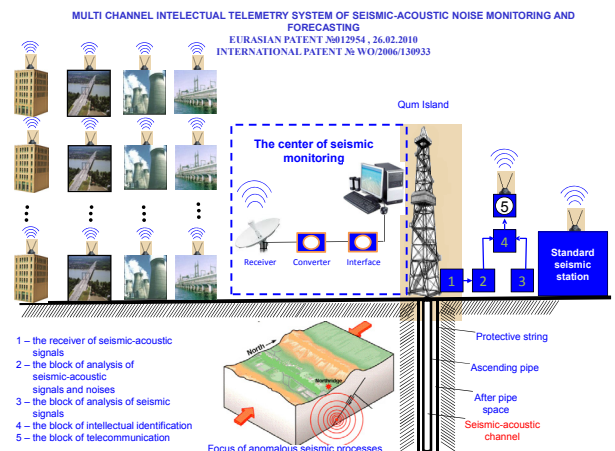 MULTI CHANNEL INTELECTUAL TELEMETRY SYSTEM OF SEISMIC-ACOUSTIC NOISE MONITORING AND
FORECASTING
EURASIAN PATENT №012954 , 26.02.2010
INTERNATIONAL PATENT № WO/2006/130933
Qum Island
The center of seismic
monitoring
Receiver
Converter
Interface
5
4
1
2
3
Standard
seismic
station
1 – the receiver of seismic-acoustic
signals
2 – the block of analysis of
seismic-acoustic
signals and noises
3 – the block of analysis of seismic
signals
4 – the block of intellectual identification
5 – the block of telecommunication
North
Northridge
Focus of anomalous seismic processes
Protective string
Ascending pipe
After pipe
space
Seismic-acoustic
channel